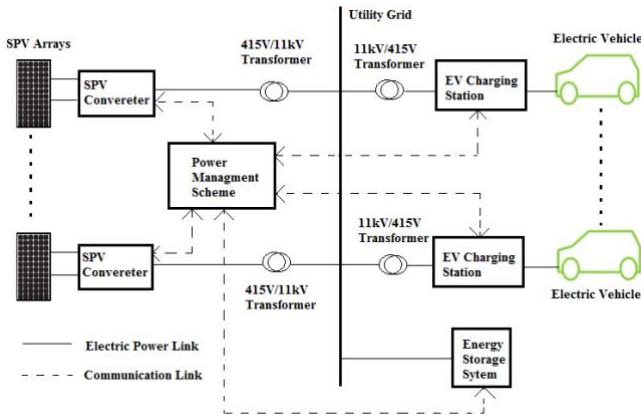 Utility Grid
SPV Arrays
415V/11kV
Transformer
11kV/415V
Transformer
Electric Vehicle
SPV
Convereter
EV Charging
Station
Power
Managment
Scheme
SPV
Convereter
415V/11kV
Transformer
11kV/415V
Transformer
EV Charging
Station
Electric Vehicle
Electric Power Link
Communication Link
Energy
Storage
Sytem